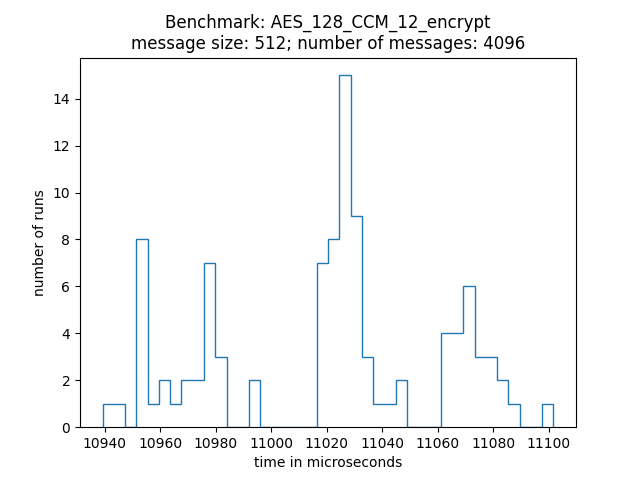 Benchmark: AES_128_CCM_12_encrypt
message size: 512; number of messages: 4096
14
12
10
8
6
4
2
0
number of runs
10940 10960 10980 11000 11020 11040 11060 11080 11100
time in microseconds